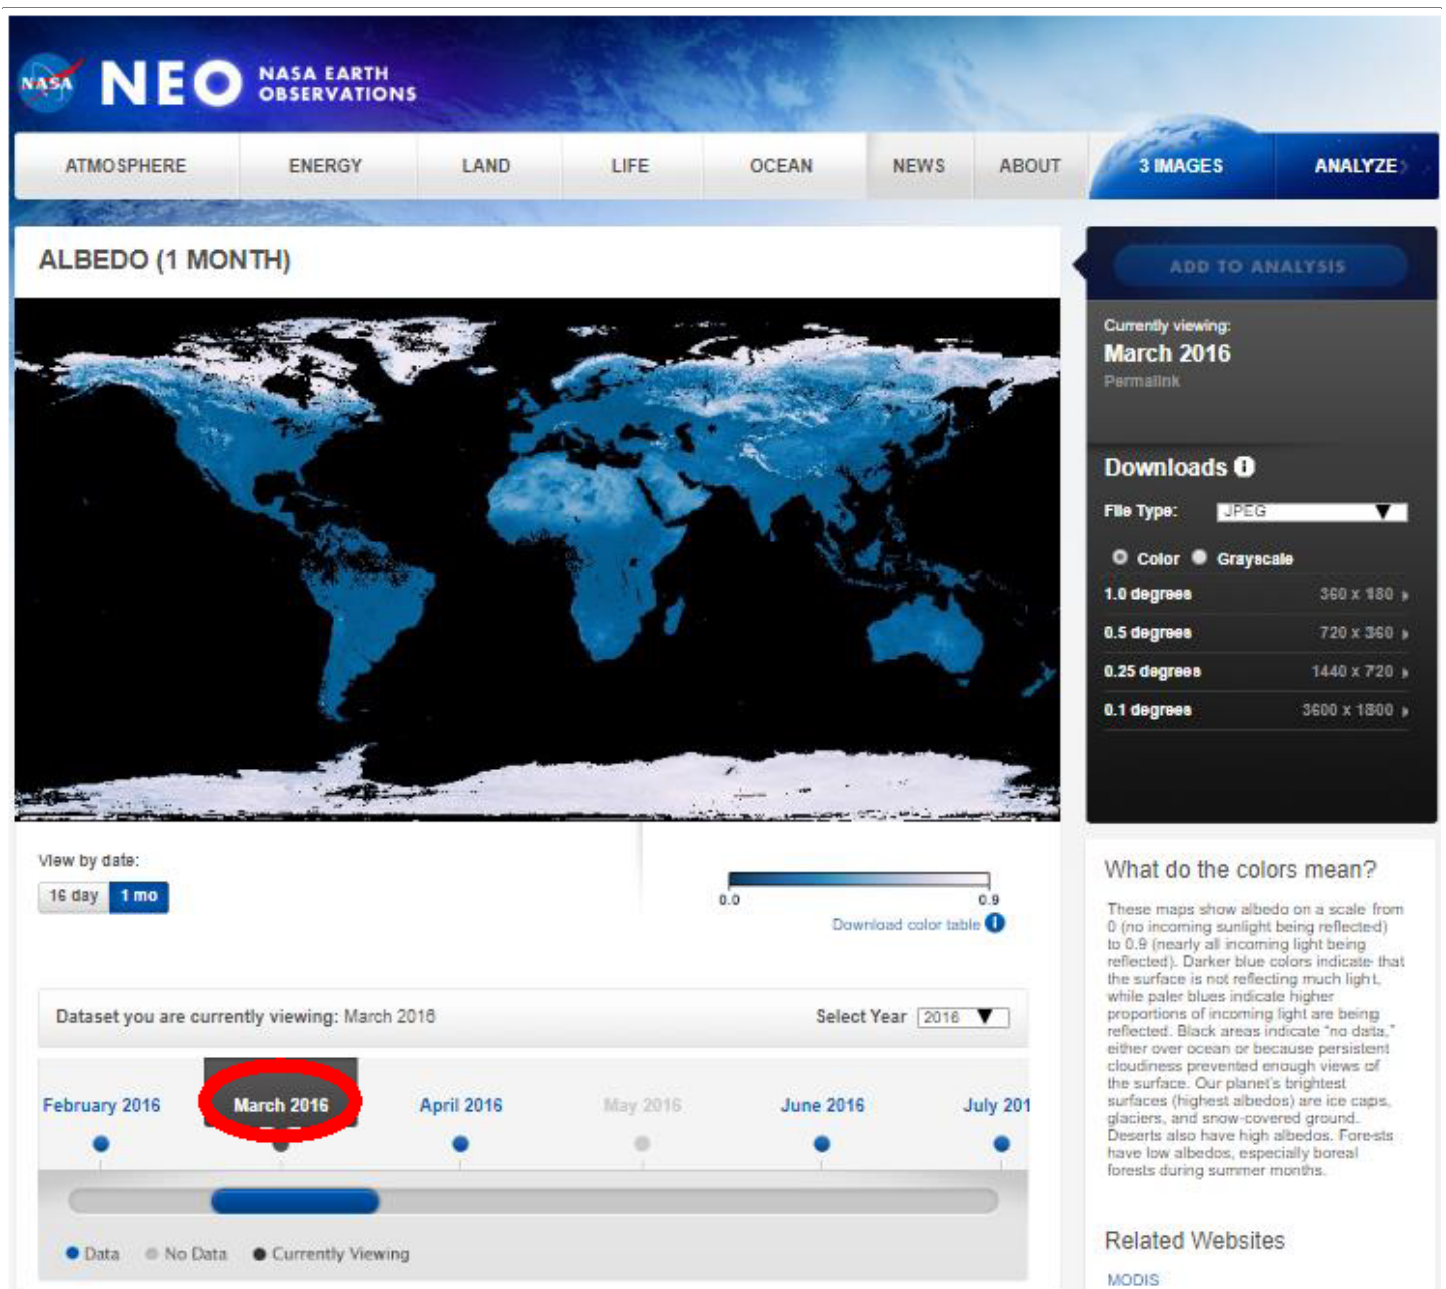 NASA
NEO
NASA EARTH
OBSERVATIONS
ATMOSPHERE ENERGY LAND LIFE OCEAN NEWS ABOUT 3 IMAGES ANALYZE
ALBEDO (1 MONTH)
ADD TO ANALYSIS
Currently viewing:
March 2016
Permalink
Downloads i
File Type: JPEG
Color Grayscale
1.0 degrees 360 x 180
0.5 degrees 720 x 360
0.25 degrees 1440 x 720
0.1 degrees 3600 x 1800
View by date:
16 day 1 mo
0.0 0.9
Download color table i
Dataset you are currently viewing: March 2016
Select Year 2016
February 2016 March 2016 April 2016 May 2016 June 2016 July 201
Data No Data Currently Viewing
What do the colors mean?
These maps show albedo on a scale from
0 (no incoming sunlight being reflected)
to 0.9 (nearly all incoming light being
reflected). Darker blue colors indicate that
the surface is not reflecting much light,
while paler blues indicate higher
proportions of incoming light are being
reflected. Black areas indicate "no data,"
either over ocean or because persistent
cloudiness prevented enough views of
the surface. Our planet's brightest
surfaces (highest albedos) are ice caps,
glaciers, and snow-covered ground.
Deserts also have high albedos. Forests
have low albedos, especially boreal
forests during summer months.
Related Websites
MODIS